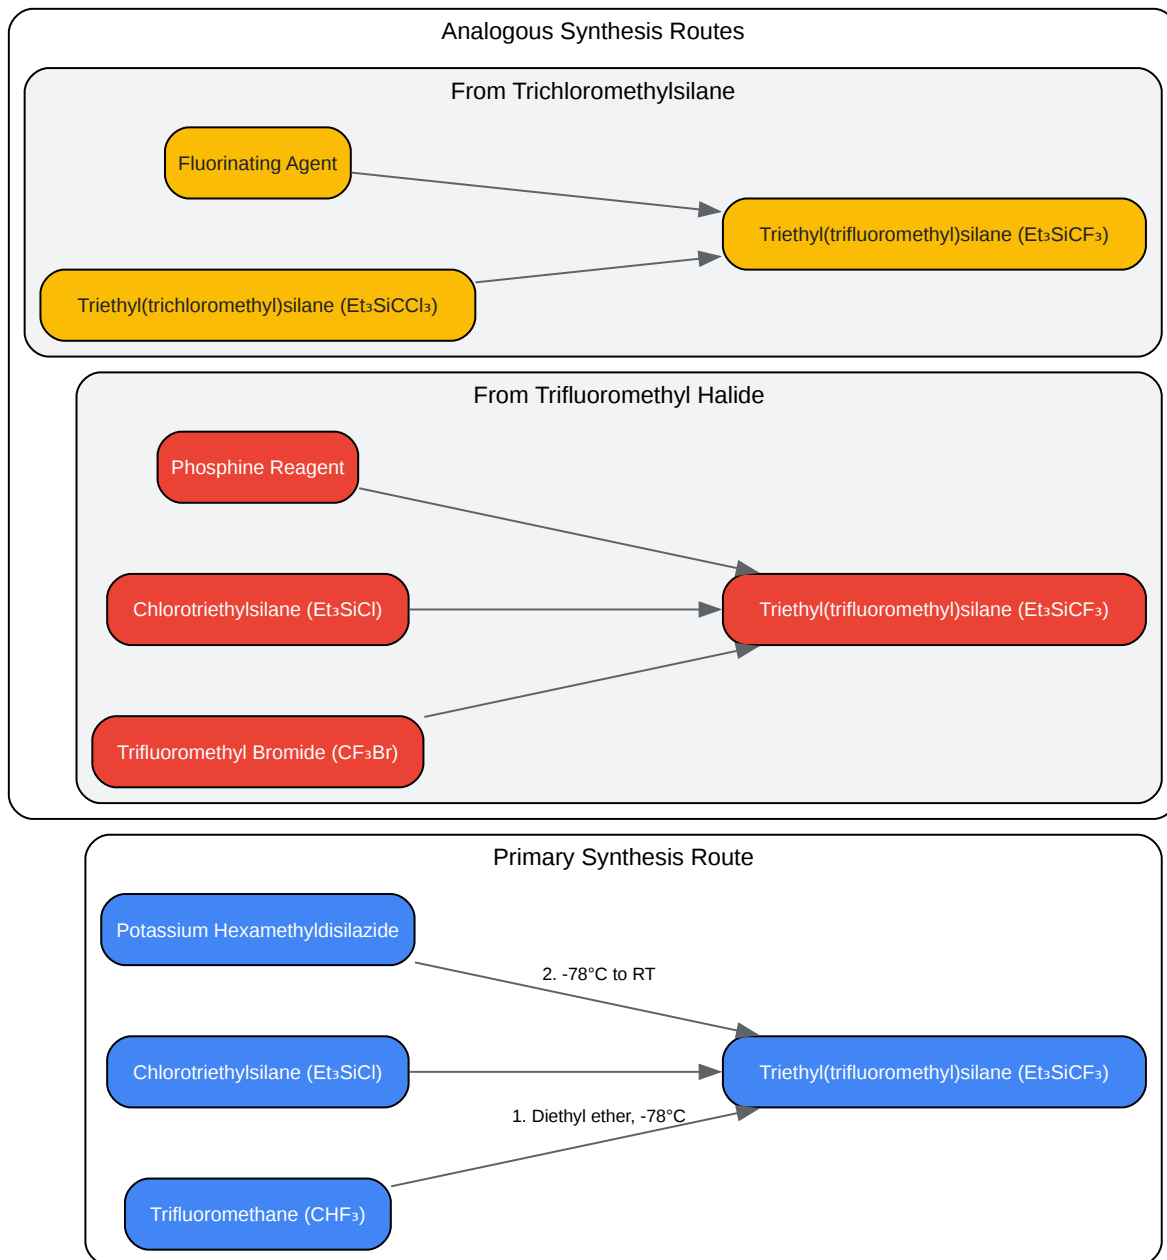 Analogous Synthesis Routes
From Trichloromethylsilane
Fluorinating Agent
Triethyl(trifluoromethyl)silane (Et₃SiCF₃)
Triethyl(trichloromethyl)silane (Et₃SiCCl₃)
From Trifluoromethyl Halide
Phosphine Reagent
Chlorotriethylsilane (Et₃SiCl)
Triethyl(trifluoromethyl)silane (Et₃SiCF₃)
Trifluoromethyl Bromide (CF₃Br)
Primary Synthesis Route
Potassium Hexamethyldisilazide
2. -78°C to RT
Chlorotriethylsilane (Et₃SiCl)
Triethyl(trifluoromethyl)silane (Et₃SiCF₃)
1. Diethyl ether, -78°C
Trifluoromethane (CHF₃)